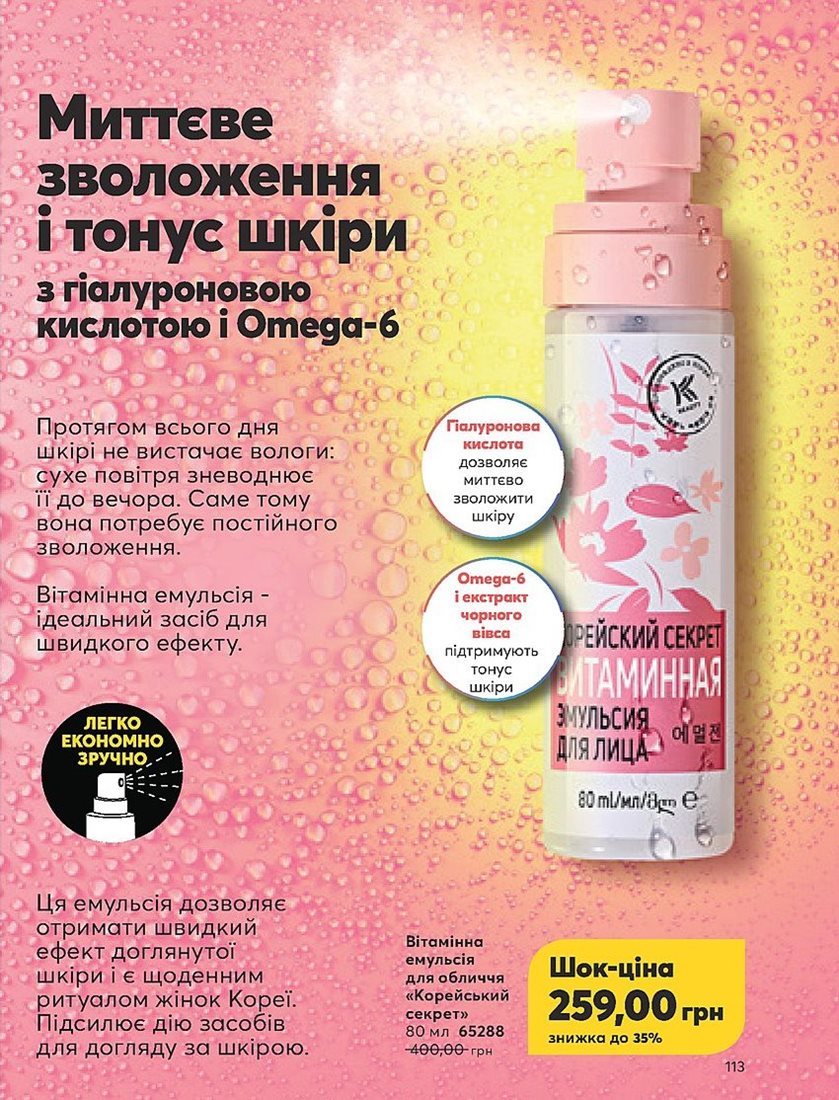 Миттєве
зволоження
і тонус шкіри
з гіалуроновою
кислотою і Omega-6
Протягом всього дня
шкірі не вистачає вологи:
сухе повітря зневоднює
її до вечора. Саме тому
вона потребує постійного
зволоження.
Вітамінна емульсія -
ідеальний засіб для
швидкого ефекту.
Гіалуронова
кислота
дозволяє
миттєво
зволожити
шкіру
Omega-6
і екстракт
чорного
вівса
підтримують
тонус
шкіри
K
BEAUTY
КОРЕЙСКИЙ СЕКРЕТ
ВИТАМИННАЯ
ЭМУЛЬСИЯ
ДЛЯ ЛИЦА
에멀젼
80 ml/мл/მლ ℮
ЛЕГКО
ЕКОНОМНО
ЗРУЧНО
Ця емульсія дозволяє
отримати швидкий
ефект доглянутої
шкіри і є щоденним
ритуалом жінок Кореї.
Підсилює дію засобів
для догляду за шкірою.
Вітамінна
емульсія
для обличчя
«Корейський
секрет»
80 мл 65288
400,00 грн
Шок-ціна
259,00 грн
знижка до 35%
113